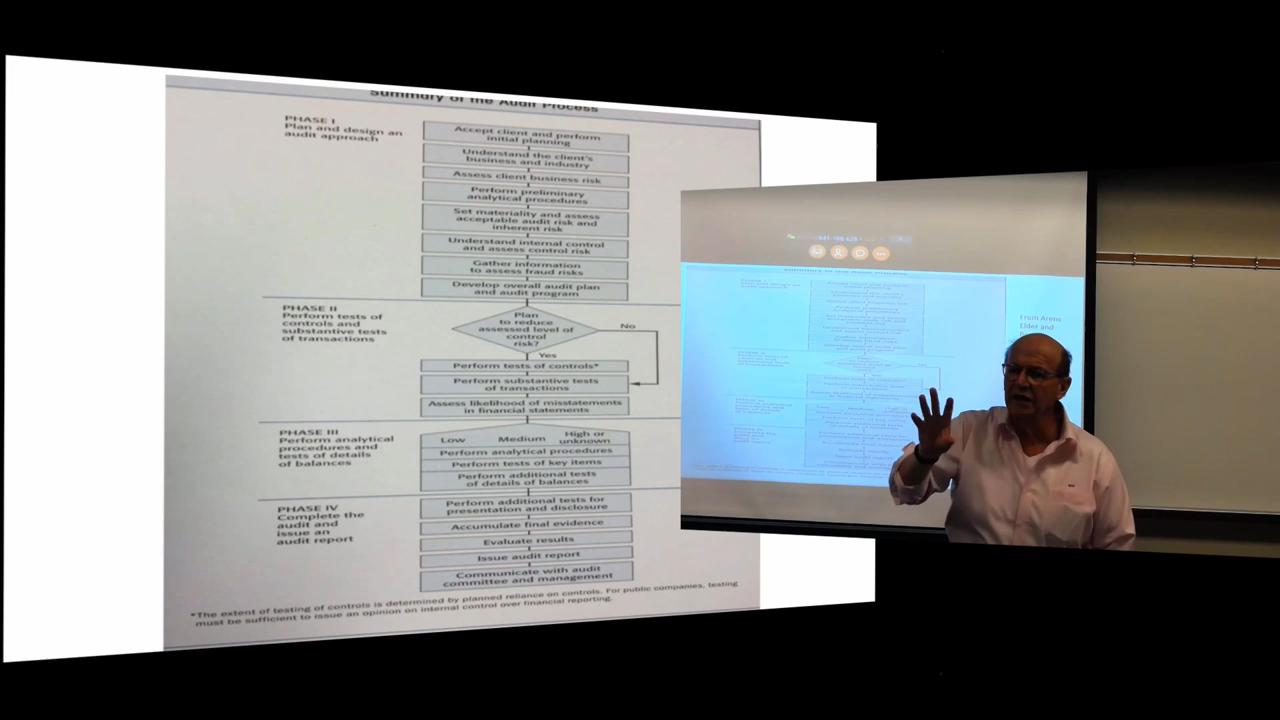 Summary of the Audit Process
PHASE I
Plan and design an
audit approach
Accept client and perform
initial planning
Understand the client's
business and industry
Assess client business risk
Perform preliminary
analytical procedures
Set materiality and assess
acceptable audit risk and
inherent risk
Understand internal control
and assess control risk
Gather information
to assess fraud risks
Develop overall audit plan
and audit program
PHASE II
Perform tests of
controls and
substantive tests
of transactions
Plan
to reduce
assessed level of
control
risk?
No
Yes
Perform tests of controls*
Perform substantive tests
of transactions
Assess likelihood of misstatements
in financial statements
PHASE III
Perform analytical
procedures and
tests of details
of balances
Low Medium High or
unknown
Perform analytical procedures
Perform tests of key items
Perform additional tests
of details of balances
PHASE IV
Complete the
audit and
issue an
audit report
Perform additional tests for
presentation and disclosure
Accumulate final evidence
Evaluate results
Issue audit report
Communicate with audit
committee and management
*The extent of testing of controls is determined by planned reliance on controls. For public companies, testing
must be sufficient to issue an opinion on internal control over financial reporting.
From Arens
Elder and